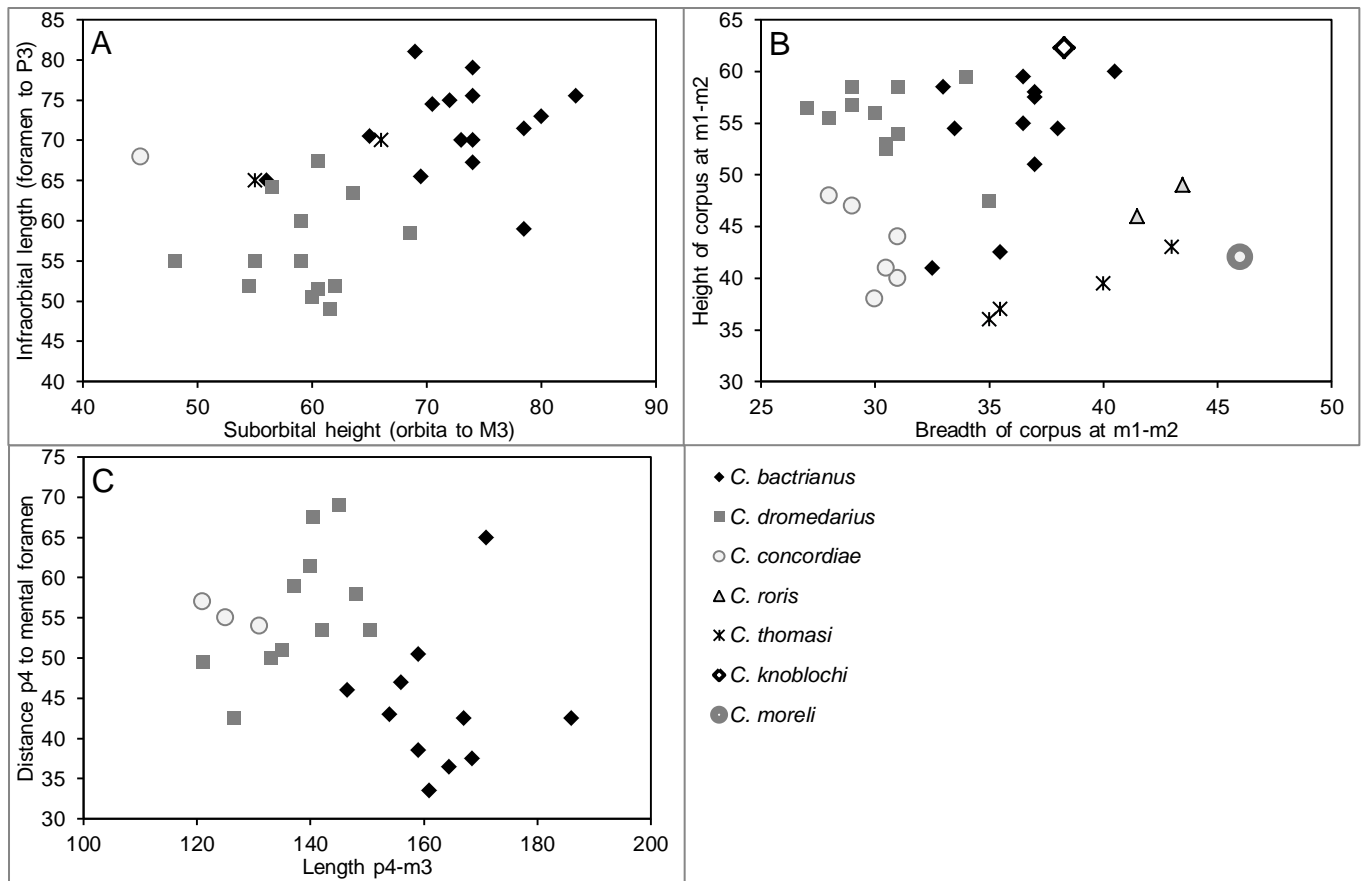 A
Infraorbital length (foramen to P3)
85
80
75
70
65
60
55
50
45
40
40 50 60 70 80 90
Suborbital height (orbita to M3)
B
Height of corpus at m1-m2
65
60
55
50
45
40
35
30
25 30 35 40 45 50
Breadth of corpus at m1-m2
C
Distance p4 to mental foramen
75
70
65
60
55
50
45
40
35
30
100 120 140 160 180 200
Length p4-m3
C. bactrianus
C. dromedarius
C. concordiae
C. roris
C. thomasi
C. knoblochi
C. moreli